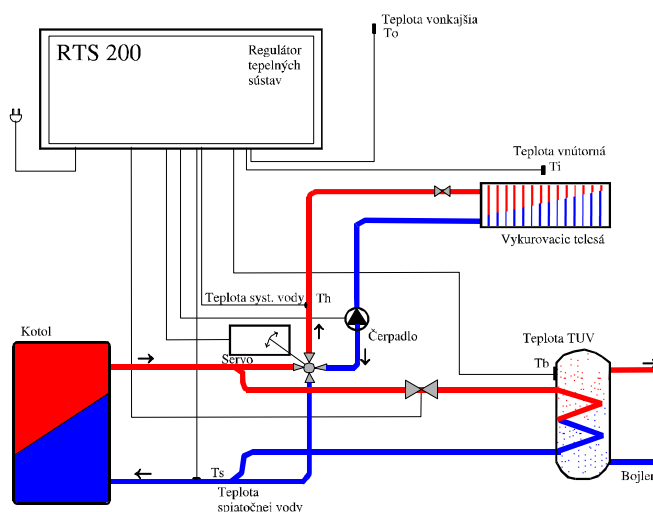 Teplota vonkajšia
To
RTS 200
Regulátor
tepelných
sústav
Teplota vnútorná
Ti
Vykurovacie telesá
Teplota syst. vody
Th
Kotol
Servo
Čerpadlo
Teplota TUV
Tb
Ts
Teplota
spiatočnej vody
Bojler